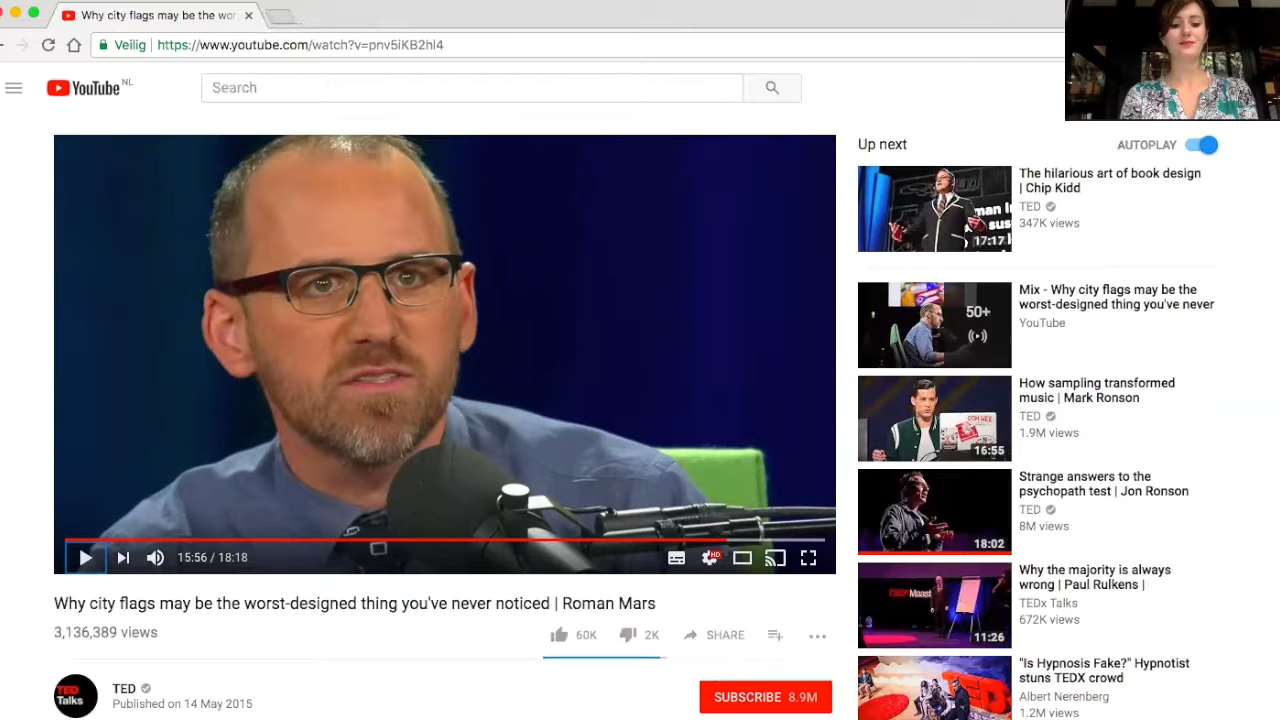 Why city flags may be the wor
Veilig
https://www.youtube.com/watch?v=pnv5iKB2hl4
YouTube NL
Search
Up next
AUTOPLAY
The hilarious art of book design
| Chip Kidd
TED
347K views
17:17
Mix - Why city flags may be the
worst-designed thing you've never
YouTube
50+
How sampling transformed
music | Mark Ronson
TED
1.9M views
16:55
Strange answers to the
psychopath test | Jon Ronson
TED
8M views
18:02
Why the majority is always
wrong | Paul Rulkens |
TEDx Talks
672K views
11:26
"Is Hypnosis Fake?" Hypnotist
stuns TEDX crowd
Albert Nerenberg
1.2M views
15:56 / 18:18
HD
Why city flags may be the worst-designed thing you've never noticed | Roman Mars
3,136,389 views
60K
2K
SHARE
TED
Talks
TED
Published on 14 May 2015
SUBSCRIBE 8.9M